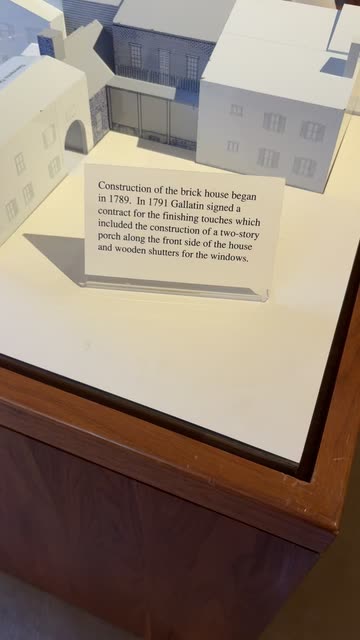 Construction of the brick house began
in 1789. In 1791 Gallatin signed a
contract for the finishing touches which
included the construction of a two-story
porch along the front side of the house
and wooden shutters for the windows.